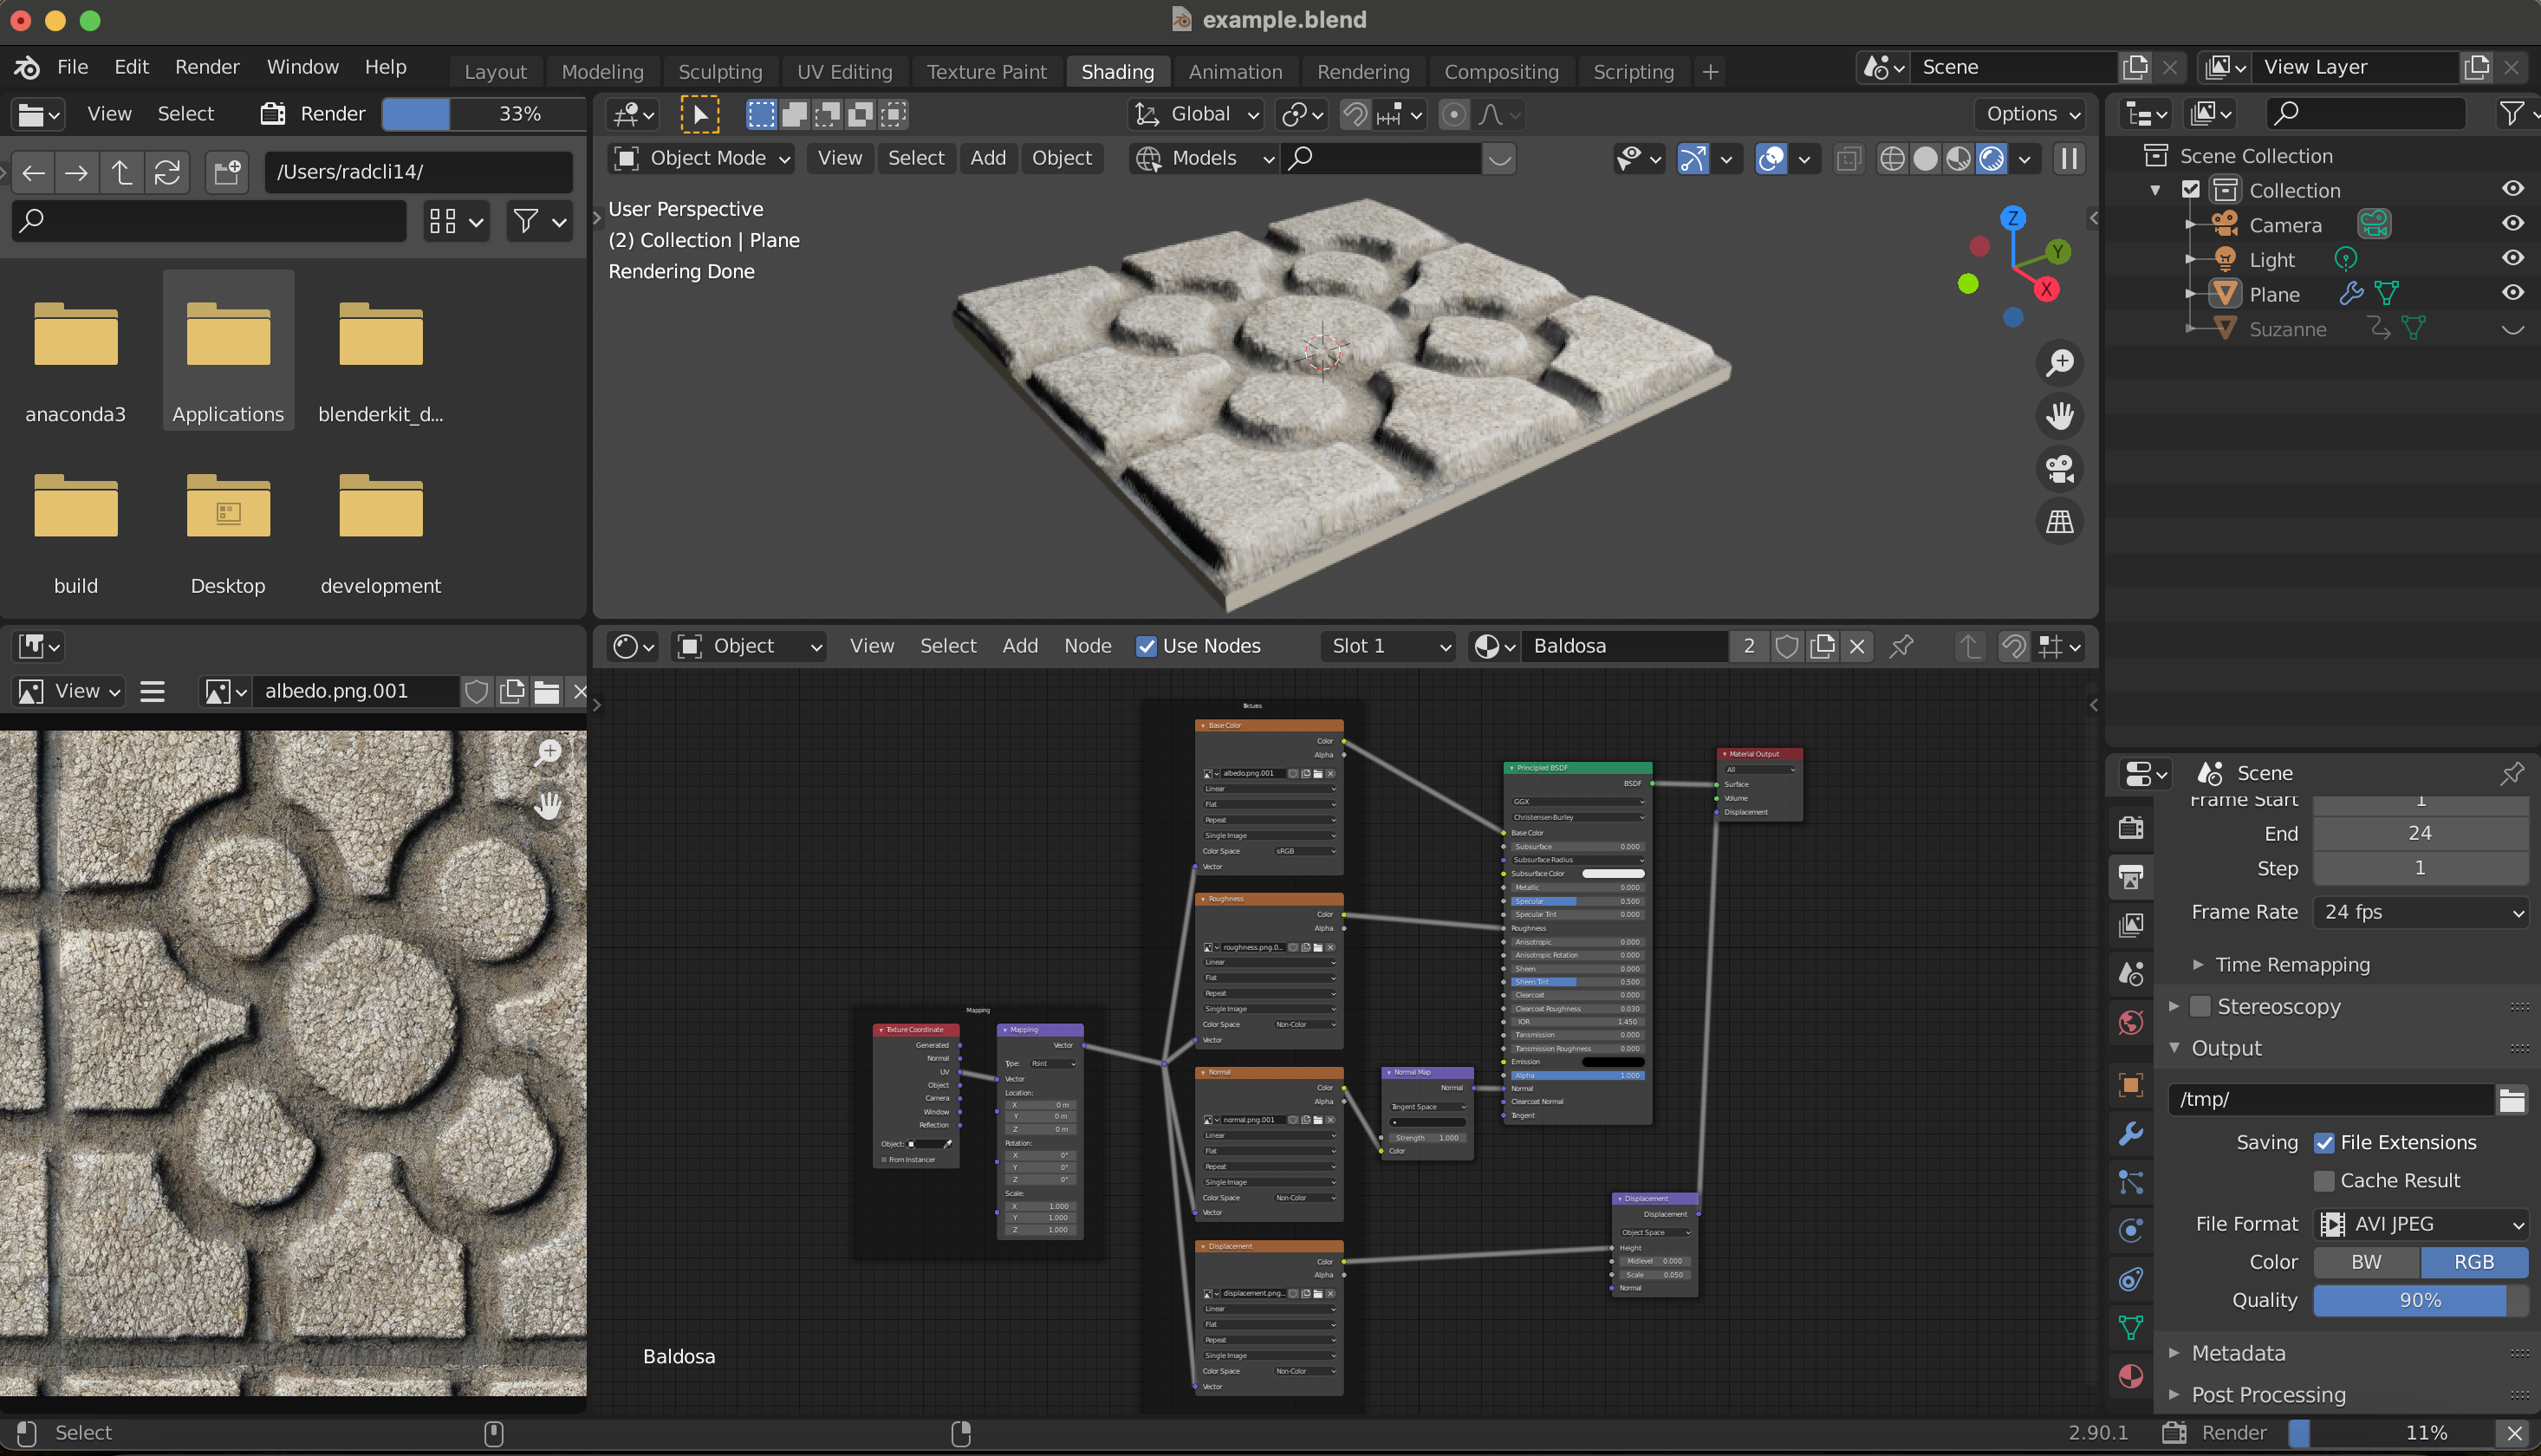 example.blend
File Edit Render Window Help
Layout Modeling Sculpting UV Editing Texture Paint Shading Animation Rendering Compositing Scripting +
Scene
View Layer
View Select Render 33%
Global
Options
/Users/radcli14/
Object Mode View Select Add Object
Models
User Perspective
(2) Collection | Plane
Rendering Done
Z
Y
X
anaconda3 Applications blenderkit_d...
build Desktop development
Scene Collection
Collection
Camera
Light
Plane
Suzanne
View
albedo.png.001
Object View Select Add Node Use Nodes
Slot 1
Baldosa 2
Mapping
Texture Coordinate
Generated
Normal
UV
Object
Camera
Window
Reflection
Object:
From Instancer
Mapping
Vector
Type: Point
Vector
Location:
X 0 m
Y 0 m
Z 0 m
Rotation:
X 0°
Y 0°
Z 0°
Scale:
X 1.000
Y 1.000
Z 1.000
Base Color
Color
Alpha
albedo.png.001
Linear
Flat
Repeat
Single Image
Color Space sRGB
Vector
Roughness
Color
Alpha
roughness.png.0...
Linear
Flat
Repeat
Single Image
Color Space Non-Color
Vector
Normal
Color
Alpha
normal.png.001
Linear
Flat
Repeat
Single Image
Color Space Non-Color
Vector
Displacement
Color
Alpha
displacement.png...
Linear
Flat
Repeat
Single Image
Color Space Non-Color
Vector
Normal Map
Normal
Tangent Space
Strength 1.000
Color
Principled BSDF
BSDF
GGX
Christensen-Burley
Base Color
Subsurface 0.000
Subsurface Radius
Subsurface Color
Metallic 0.000
Specular 0.500
Specular Tint 0.000
Roughness
Anisotropic 0.000
Anisotropic Rotation 0.000
Sheen 0.000
Sheen Tint 0.500
Clearcoat 0.000
Clearcoat Roughness 0.030
IOR 1.450
Transmission 0.000
Transmission Roughness 0.000
Emission
Alpha 1.000
Normal
Clearcoat Normal
Tangent
Material Output
All
Surface
Volume
Displacement
Displacement
Displacement
Object Space
Height
Midlevel 0.000
Scale 0.050
Normal
Baldosa
Scene
Frame Start 1
End 24
Step 1
Frame Rate 24 fps
Time Remapping
Stereoscopy
Output
/tmp/
Saving File Extensions
Cache Result
File Format AVI JPEG
Color BW RGB
Quality 90%
Metadata
Post Processing
Select
2.90.1 Render 11%